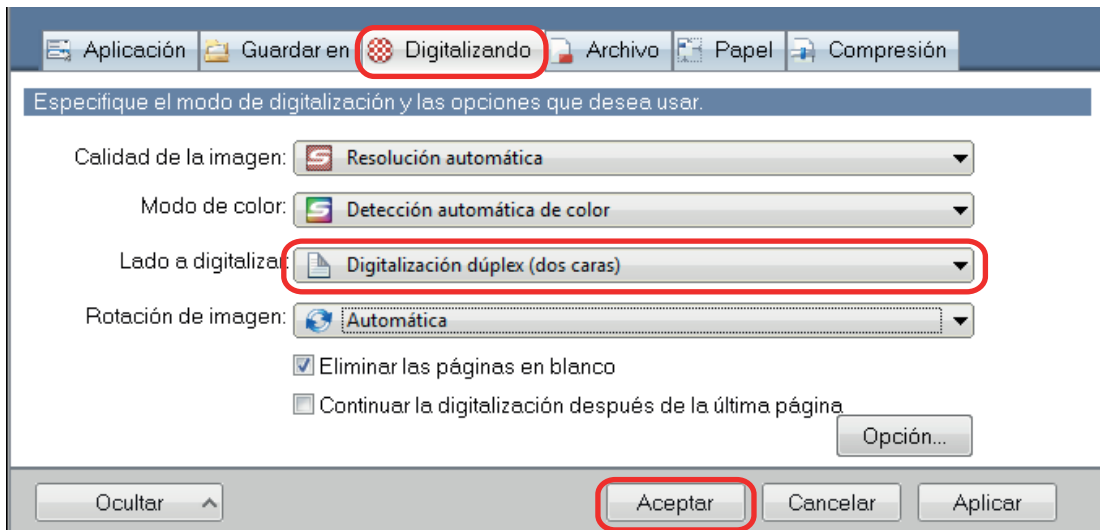 Aplicación Guardar en Digitalizando Archivo Papel Compresión
Especifique el modo de digitalización y las opciones que desea usar.
Calidad de la imagen: Resolución automática
Modo de color: Detección automática de color
Lado a digitalizar: Digitalización dúplex (dos caras)
Rotación de imagen: Automática
Eliminar las páginas en blanco
Continuar la digitalización después de la última página
Opción...
Ocultar Aceptar Cancelar Aplicar